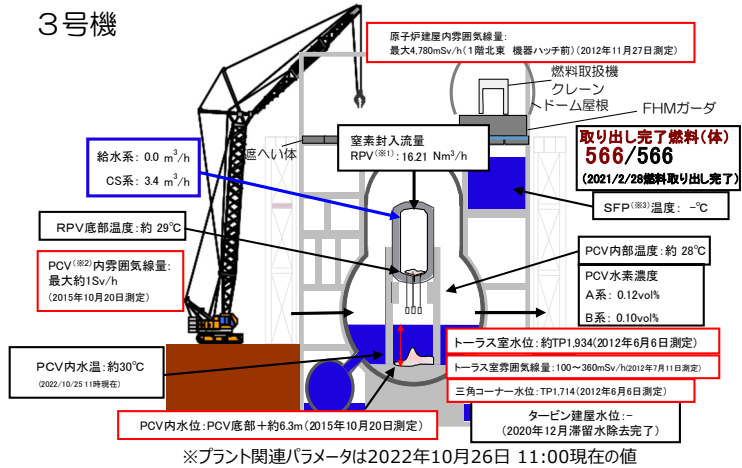 3号機
原子炉建屋内雰囲気線量:
最大4,780mSv/h(1階北東 機器ハッチ前)(2012年11月27日測定)
燃料取扱機
クレーン
ドーム屋根
FHMガーダ
遮へい体
窒素封入流量
RPV(※1):16.21 Nm³/h
取り出し完了燃料(体)
566/566
(2021/2/28燃料取り出し完了)
給水系: 0.0 m³/h
CS系: 3.4 m³/h
SFP(※3)温度: -℃
RPV底部温度:約 29℃
PCV内部温度:約 28℃
PCV(※2)内雰囲気線量:
最大約1Sv/h
(2015年10月20日測定)
PCV水素濃度
A系: 0.12vol%
B系: 0.10vol%
トーラス室水位: 約TP1,934(2012年6月6日測定)
PCV内水温:約30℃
(2022/10/25 11時現在)
トーラス室雰囲気線量:100~360mSv/h(2012年7月11日測定)
三角コーナー水位: TP1,714(2012年6月6日測定)
PCV内水位:PCV底部+約6.3m(2015年10月20日測定)
タービン建屋水位:-
(2020年12月滞留水除去完了)
※プラント関連パラメータは2022年10月26日 11:00現在の値